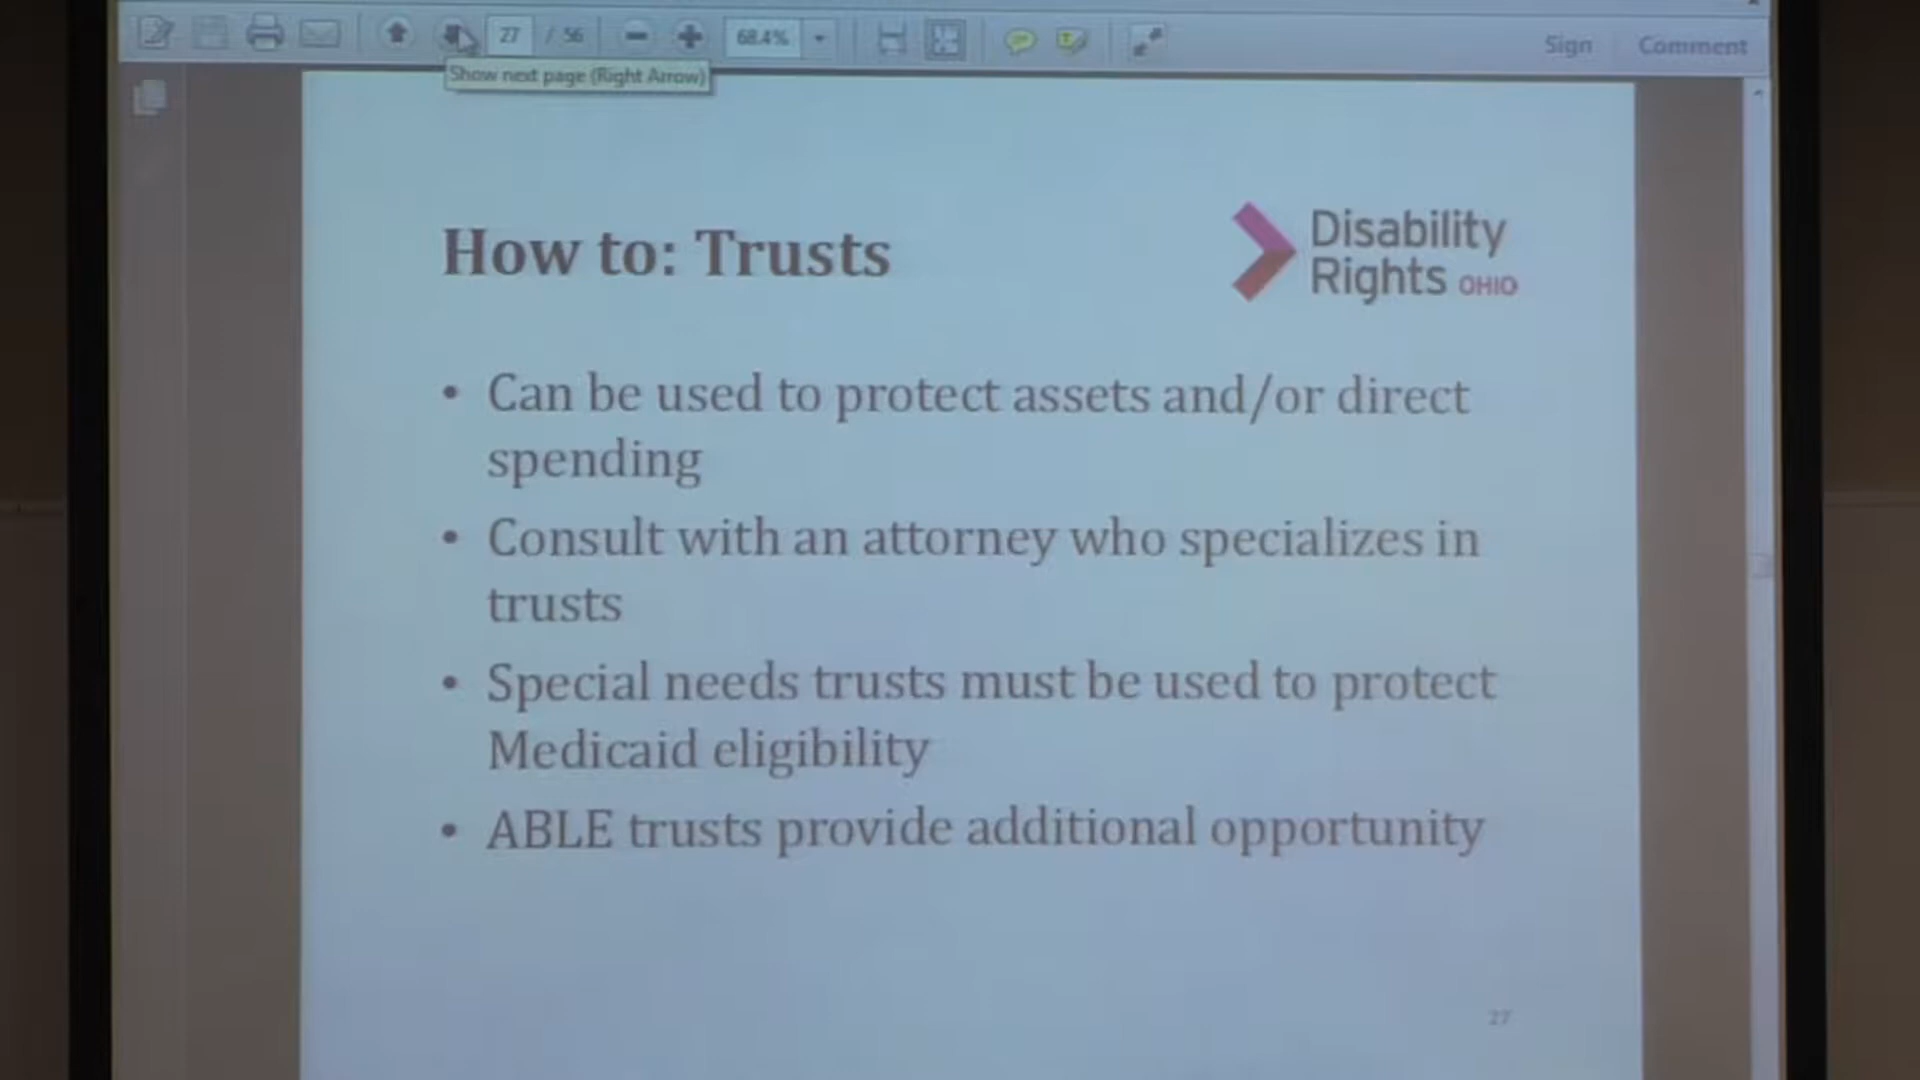 27 / 56
68.4%
Sign
Comment
Show next page (Right Arrow)
How to: Trusts
Disability
Rights OHIO
• Can be used to protect assets and/or direct
spending
• Consult with an attorney who specializes in
trusts
• Special needs trusts must be used to protect
Medicaid eligibility
• ABLE trusts provide additional opportunity
27